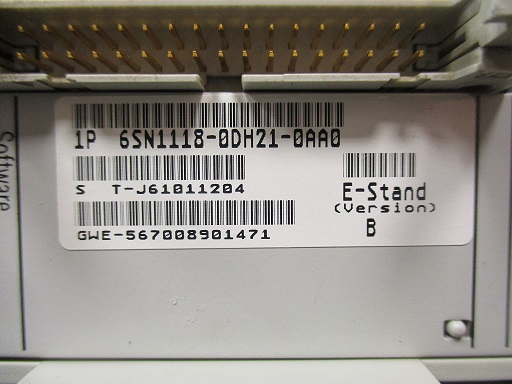 1P 6SN1118-0DH21-0AA0
S T-J61011204
GWE-567008901471
E-Stand
(Version)
B
Software